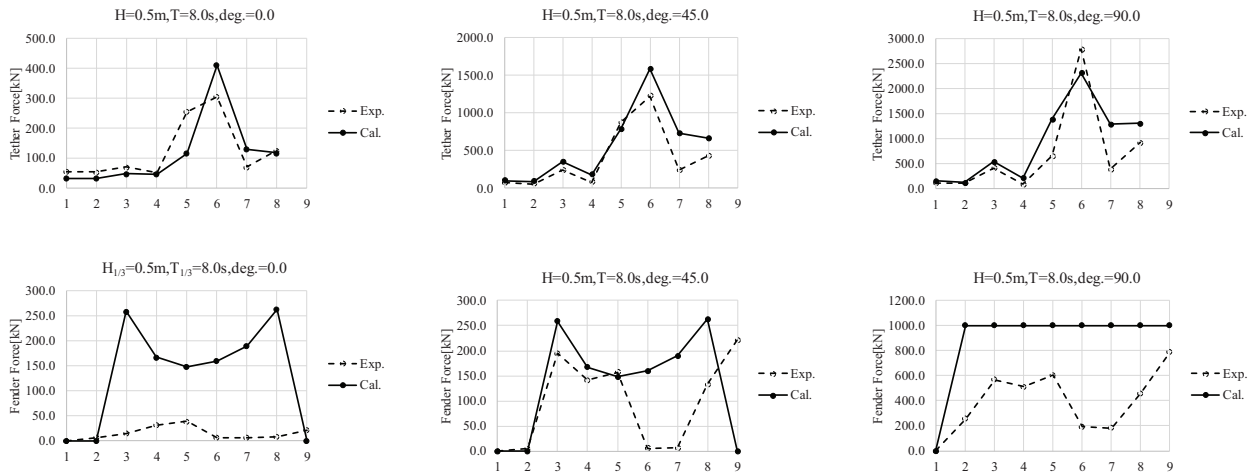 H=0.5m,T=8.0s,deg.=0.0
500.0
400.0
300.0
200.0
100.0
0.0
Tether Force[kN]
1 2 3 4 5 6 7 8 9
Exp.
Cal.
H=0.5m,T=8.0s,deg.=45.0
2000.0
1500.0
1000.0
500.0
0.0
Tether Force[kN]
1 2 3 4 5 6 7 8 9
Exp.
Cal.
H=0.5m,T=8.0s,deg.=90.0
3000.0
2500.0
2000.0
1500.0
1000.0
500.0
0.0
Tether Force[kN]
1 2 3 4 5 6 7 8 9
Exp.
Cal.
H1/3=0.5m,T1/3=8.0s,deg.=0.0
300.0
250.0
200.0
150.0
100.0
50.0
0.0
Fender Force[kN]
1 2 3 4 5 6 7 8 9
Exp.
Cal.
H=0.5m,T=8.0s,deg.=45.0
300.0
250.0
200.0
150.0
100.0
50.0
0.0
Fender Force[kN]
1 2 3 4 5 6 7 8 9
Exp.
Cal.
H=0.5m,T=8.0s,deg.=90.0
1200.0
1000.0
800.0
600.0
400.0
200.0
0.0
Fender Force[kN]
1 2 3 4 5 6 7 8 9
Exp.
Cal.